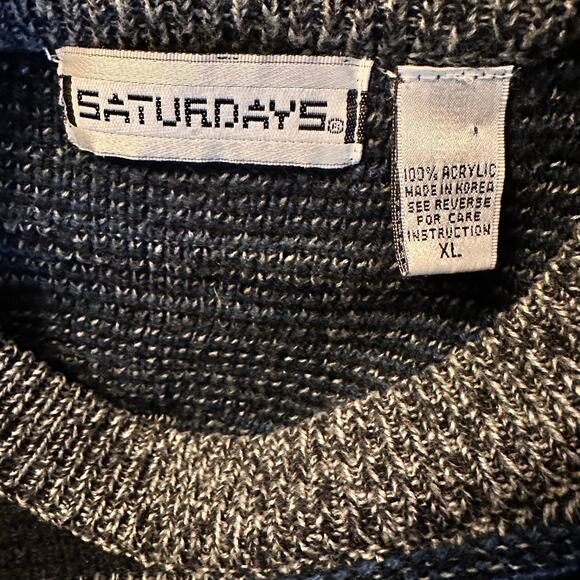 SATURDAYS®
100% ACRYLIC
MADE IN KOREA
SEE REVERSE
FOR CARE
INSTRUCTION
XL